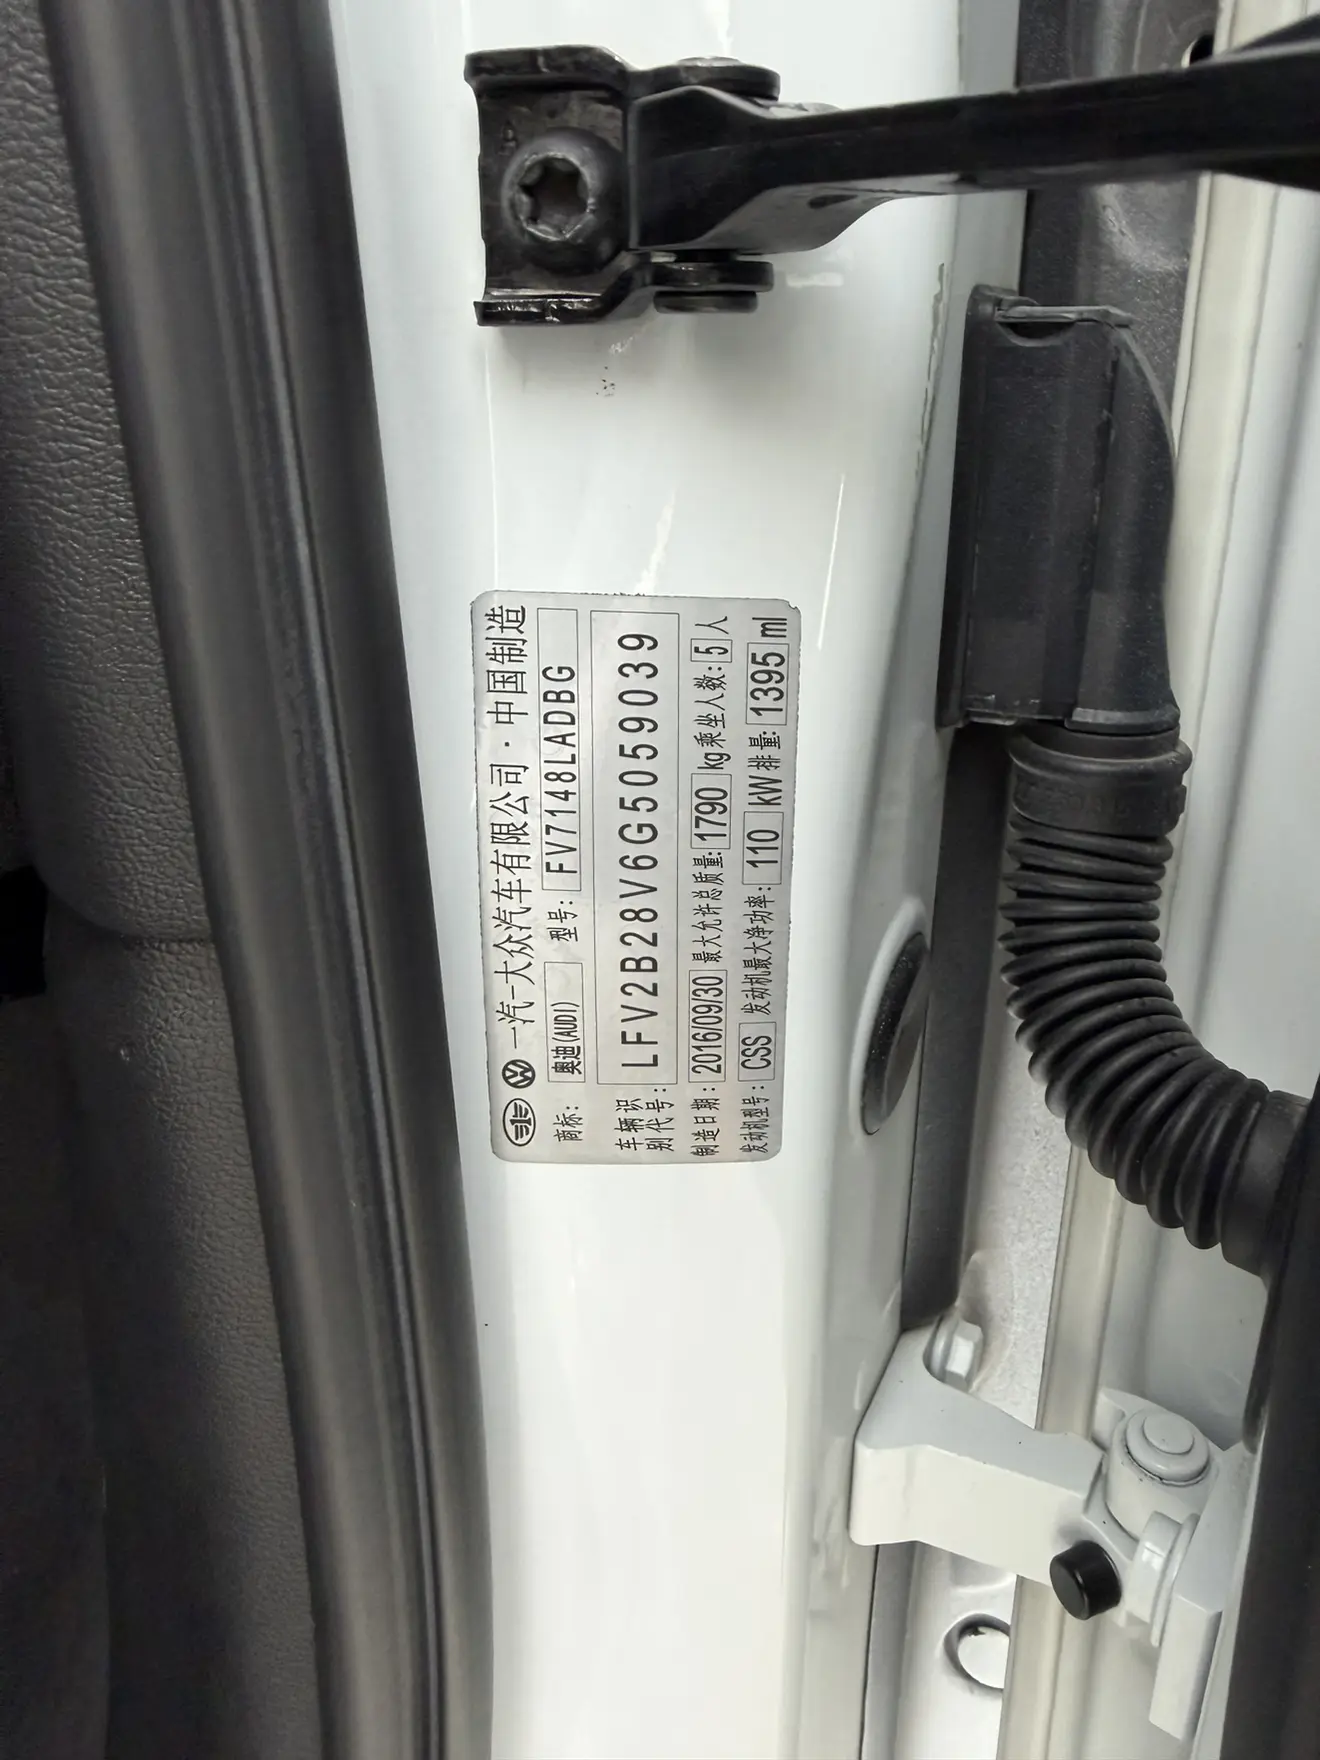 一汽-大众汽车有限公司·中国制造
商标: 奥迪(AUDI) 型号: FV7148LADBG
车辆识别代号: LFV2B28V6G5059039
制造日期: 2016/09/30 最大允许总质量: 1790 kg 乘坐人数: 5 人
发动机型号: CSS 发动机最大净功率: 110 kW 排量: 1395 ml